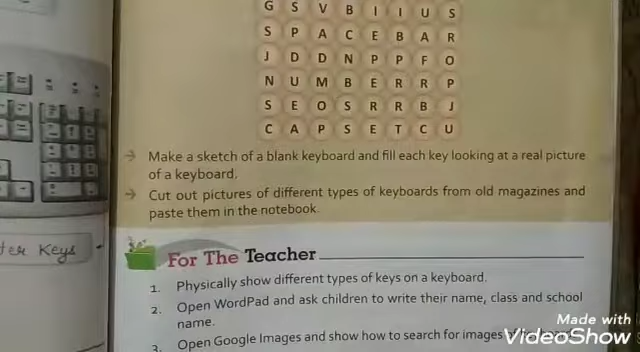 G S V B I I U S
S P A C E B A R
J D D N P P F O
N U M B E R R P
S E O S R R B J
C A P S E T C U
→ Make a sketch of a blank keyboard and fill each key looking at a real picture
of a keyboard.
→ Cut out pictures of different types of keyboards from old magazines and
paste them in the notebook.
Keys
For The Teacher
1. Physically show different types of keys on a keyboard.
2. Open WordPad and ask children to write their name, class and school
name.
3. Open Google Images and show how to search for images
Made with
VideoShow